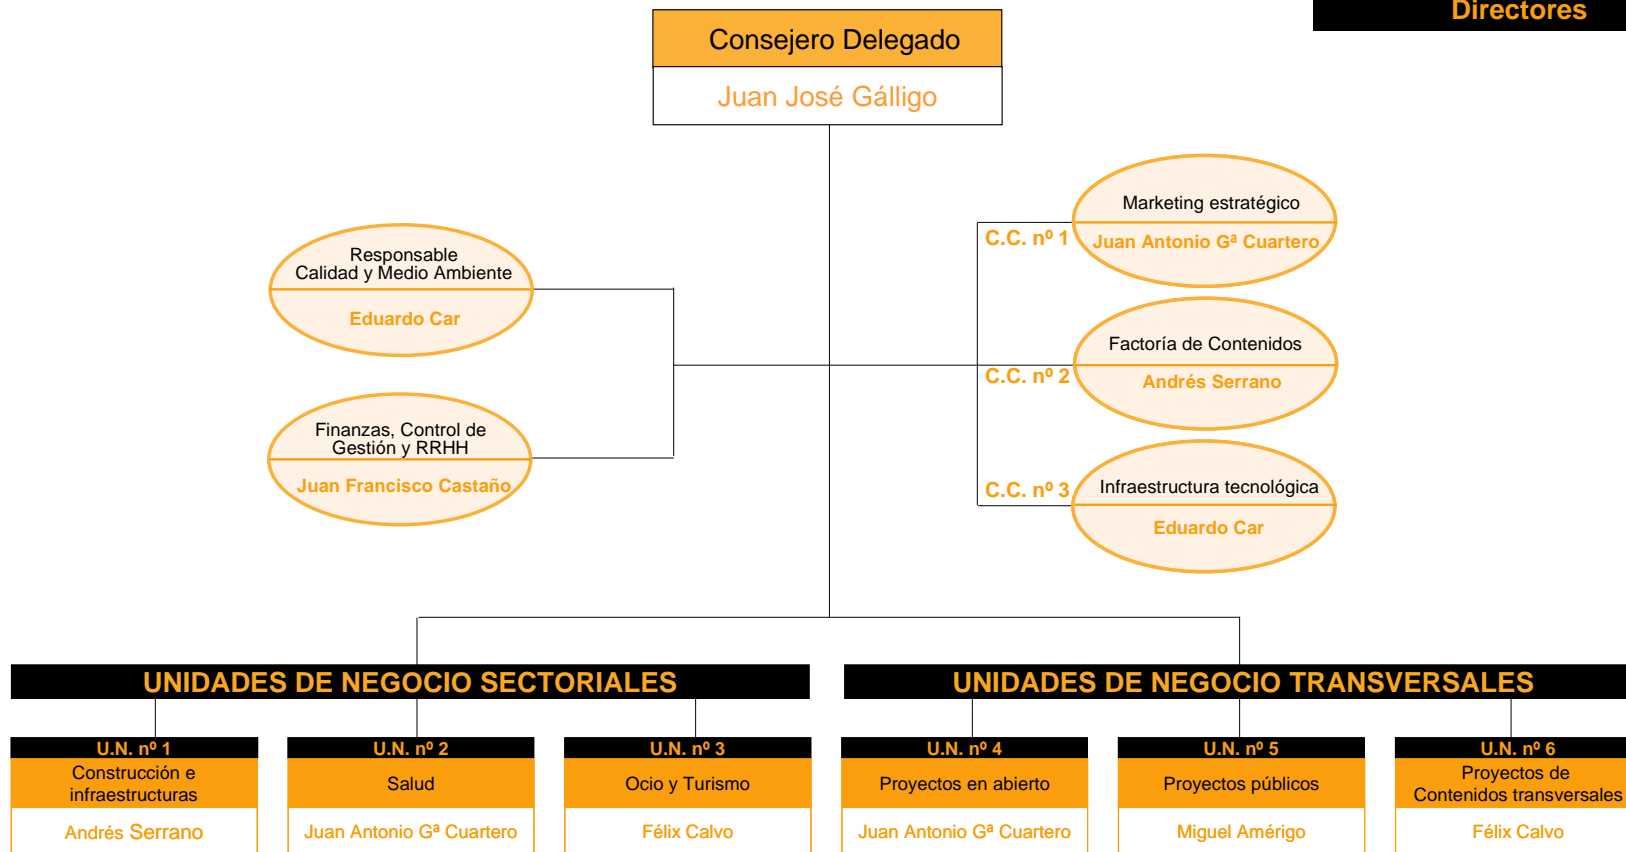 Directores
Consejero Delegado
Juan José Gálligo
Marketing estratégico
C.C. nº 1
Juan Antonio Gª Cuartero
Responsable
Calidad y Medio Ambiente
Eduardo Car
Factoría de Contenidos
C.C. nº 2
Andrés Serrano
Finanzas, Control de
Gestión y RRHH
Juan Francisco Castaño
C.C. nº 3
Infraestructura tecnológica
Eduardo Car
UNIDADES DE NEGOCIO SECTORIALES
UNIDADES DE NEGOCIO TRANSVERSALES
U.N. nº 1
Construcción e
infraestructuras
Andrés Serrano
U.N. nº 2
Salud
Juan Antonio Gª Cuartero
U.N. nº 3
Ocio y Turismo
Félix Calvo
U.N. nº 4
Proyectos en abierto
Juan Antonio Gª Cuartero
U.N. nº 5
Proyectos públicos
Miguel Amérigo
U.N. nº 6
Proyectos de
Contenidos transversales
Félix Calvo